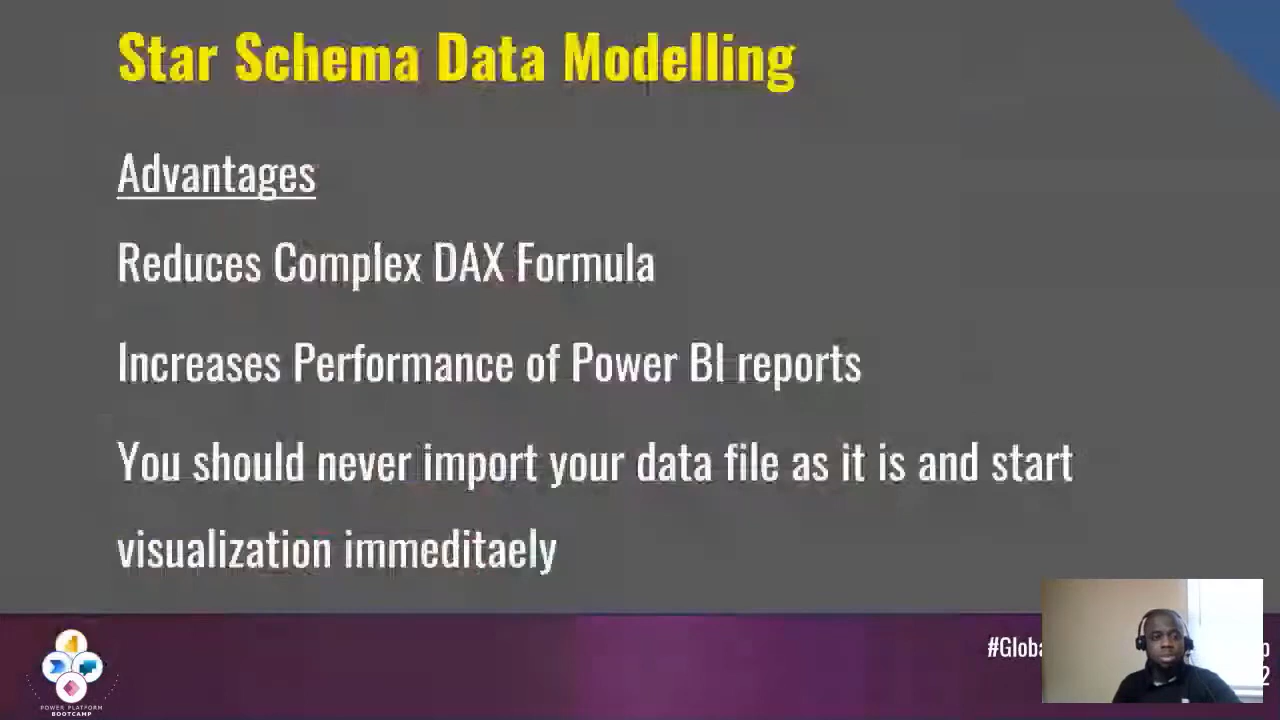 Star Schema Data Modelling
Advantages
Reduces Complex DAX Formula
Increases Performance of Power BI reports
You should never import your data file as it is and start
visualization immeditaely
POWER PLATFORM
BOOTCAMP